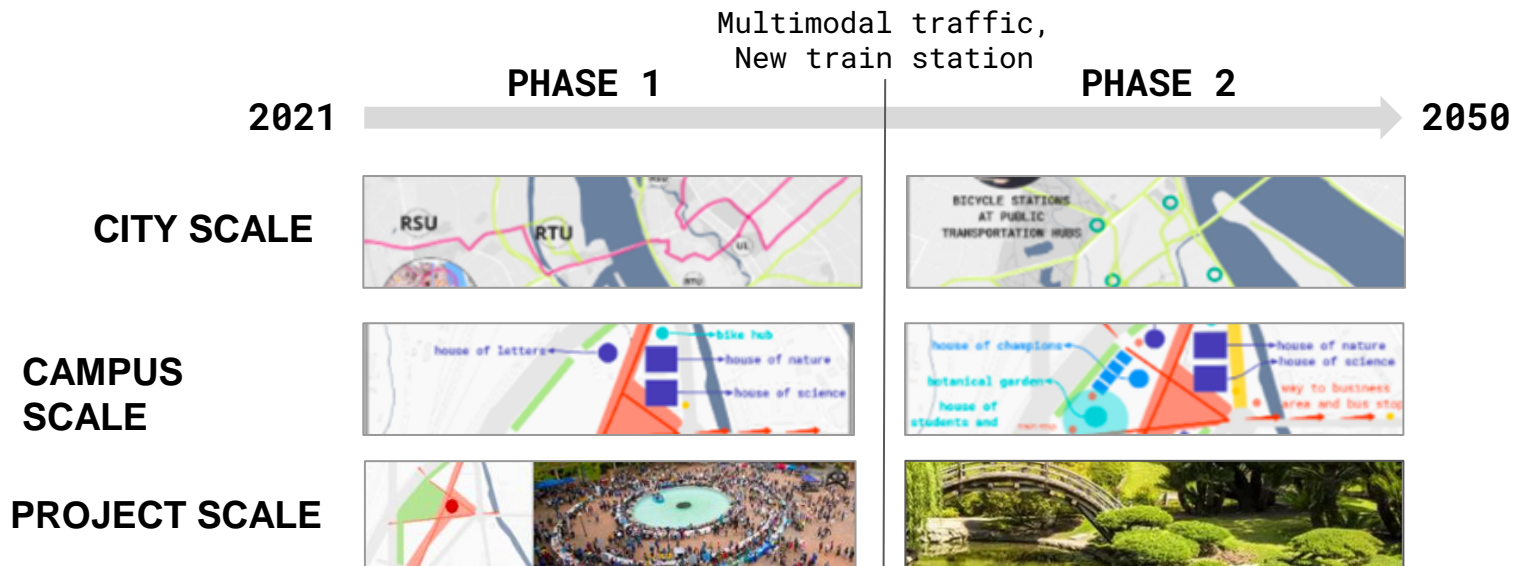 Multimodal traffic,
New train station
PHASE 1
PHASE 2
2021
2050
CITY SCALE
RSU
RTU
UL
RTU
BICYCLE STATIONS
AT PUBLIC
TRANSPORTATION HUBS
CAMPUS
SCALE
bike hub
house of letters
house of nature
house of science
house of champions
house of nature
house of science
botanical garden
way to business
area and bus stop
house of
students and
PROJECT SCALE